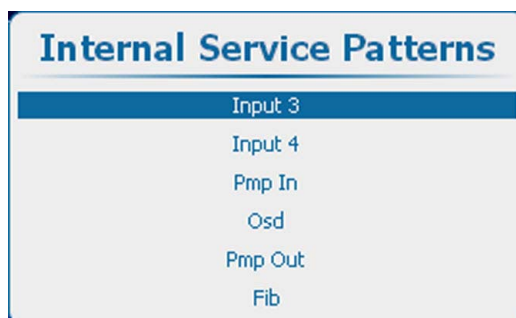 Internal Service Patterns
Input 3
Input 4
Pmp In
Osd
Pmp Out
Fib